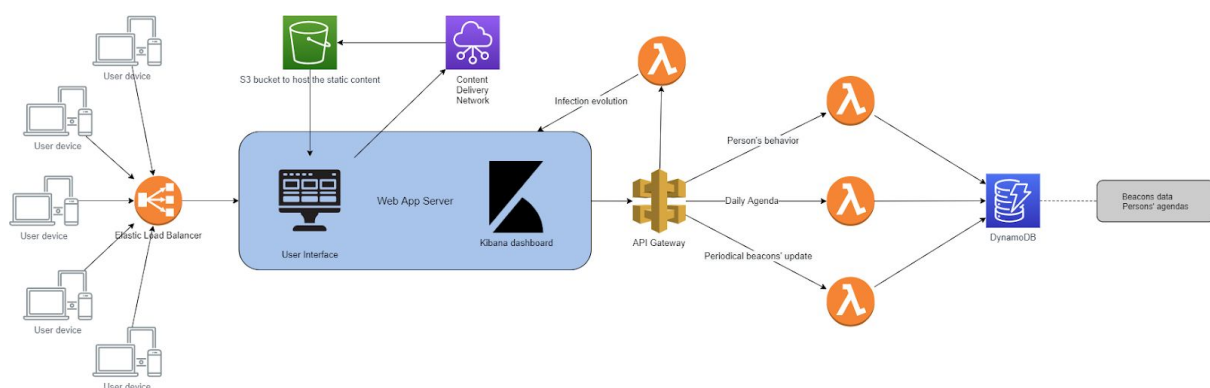 User device
User device
User device
User device
User device
Elastic Load Balancer
S3 bucket to host the static content
Content
Delivery
Network
User Interface
Web App Server
Kibana dashboard
Infection evolution
API Gateway
Person's behavior
Daily Agenda
Periodical beacons' update
DynamoDB
Beacons data
Persons' agendas